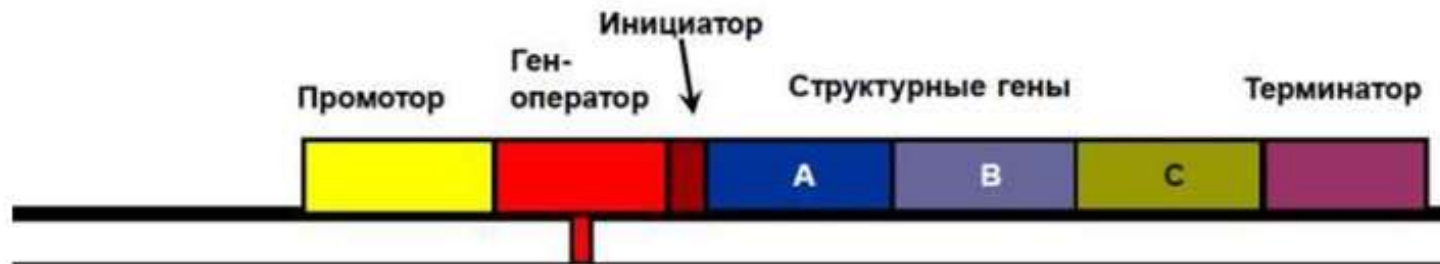 Инициатор
Ген-
оператор
Промотор
Структурные гены
Терминатор
A
B
C